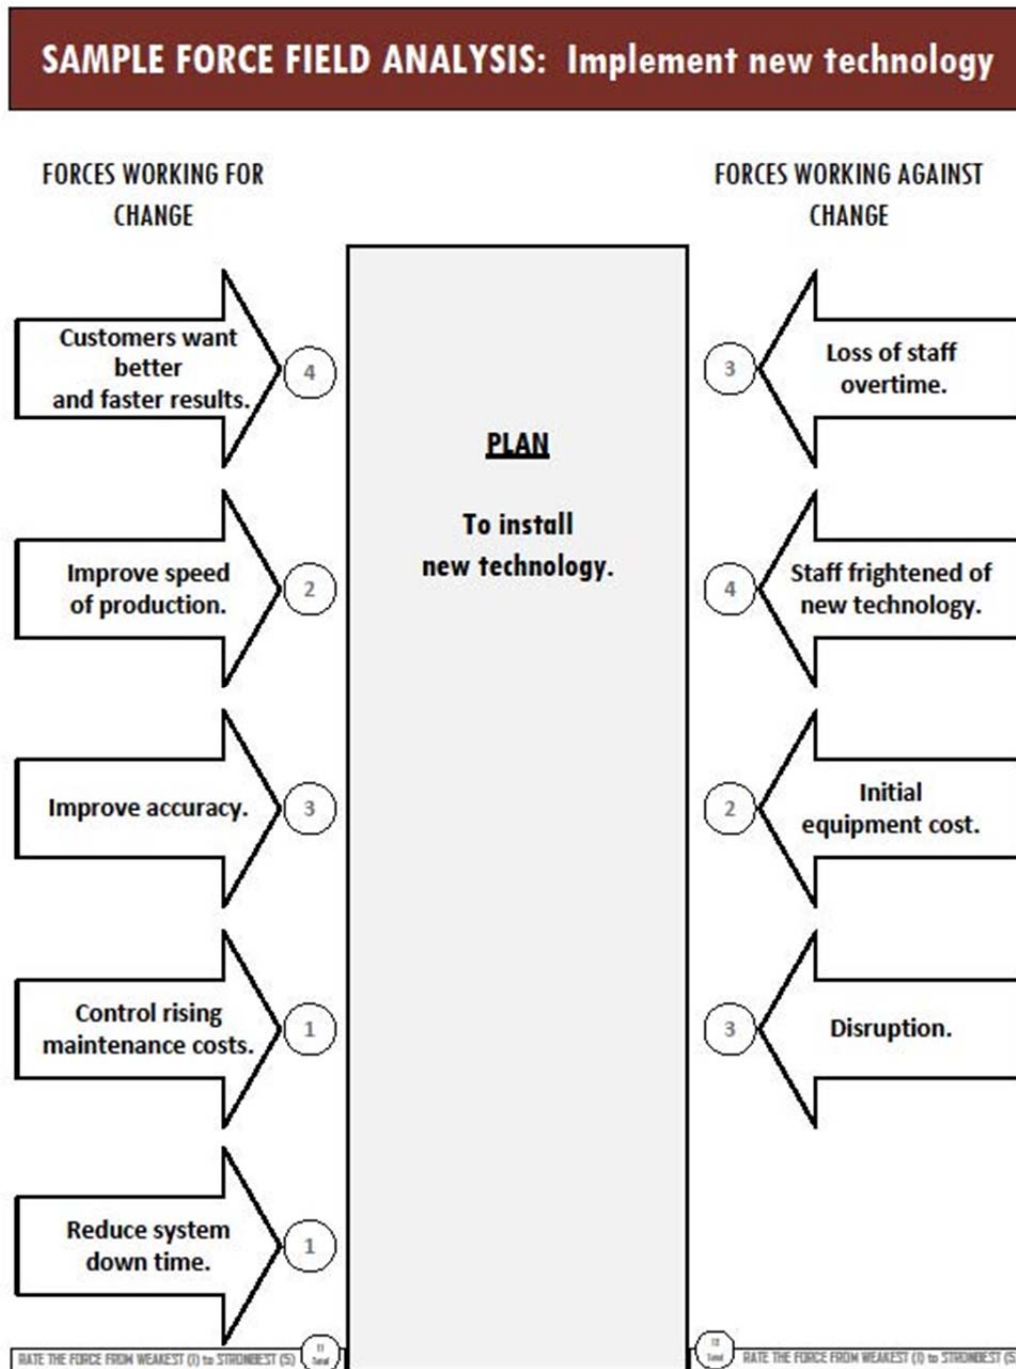 SAMPLE FORCE FIELD ANALYSIS: Implement new technology
FORCES WORKING FOR
CHANGE
FORCES WORKING AGAINST
CHANGE
Customers want
better
and faster results.
4
3
Loss of staff
overtime.
PLAN
To install
new technology.
Improve speed
of production.
2
4
Staff frightened of
new technology.
Improve accuracy.
3
2
Initial
equipment cost.
Control rising
maintenance costs.
1
3
Disruption.
Reduce system
down time.
1
RATE THE FORCE FROM WEAKEST (1) to STRONGEST (5)
11
Total
12
Total
RATE THE FORCE FROM WEAKEST (1) to STRONGEST (5)